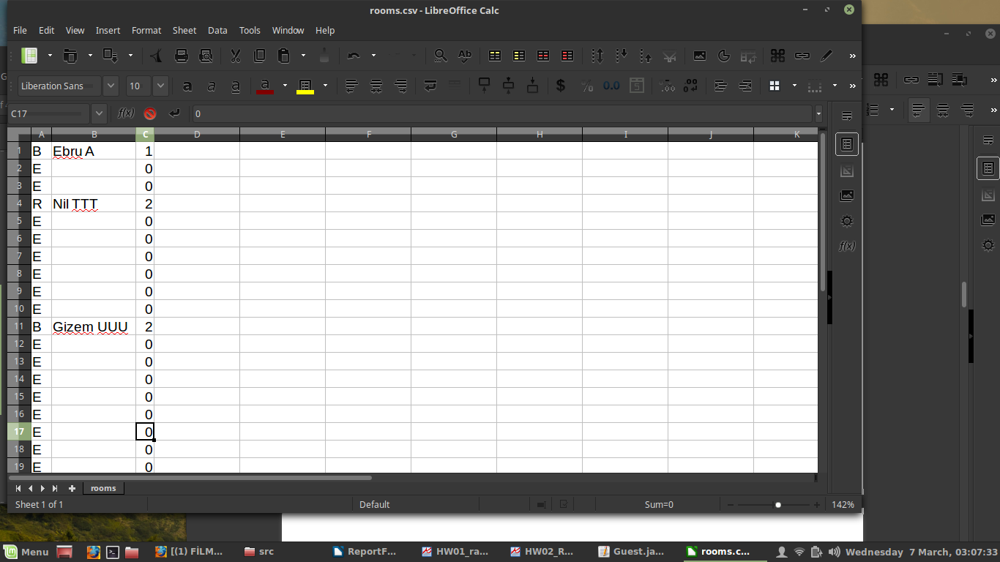 rooms.csv - LibreOffice Calc
File Edit View Insert Format Sheet Data Tools Window Help
Liberation Sans 10
C17 f(x) 0
A B C D E F G H I J K
1 B Ebru A 1
2 E 0
3 E 0
4 R Nil TTT 2
5 E 0
6 E 0
7 E 0
8 E 0
9 E 0
10 E 0
11 B Gizem UUU 2
12 E 0
13 E 0
14 E 0
15 E 0
16 E 0
17 E 0
18 E 0
19 E 0
rooms
Sheet 1 of 1 Default Sum=0 142%
Menu [(1) FİLM... src ReportF... HW01_ra... HW02_R... Guest.ja... rooms.c... Wednesday 7 March, 03:07:33